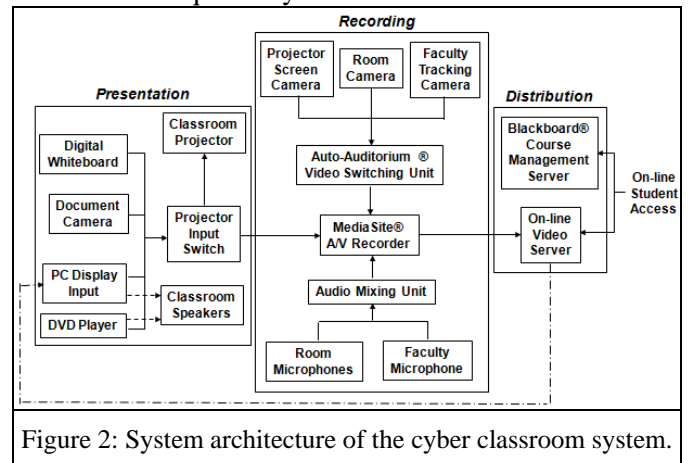 Recording
Projector
Screen
Camera
Room
Camera
Faculty
Tracking
Camera
Presentation
Distribution
Digital
Whiteboard
Classroom
Projector
Blackboard®
Course
Management
Server
Auto-Auditorium ®
Video Switching Unit
On-line
Student
Access
Document
Camera
Projector
Input
Switch
MediaSite®
A/V Recorder
On-line
Video
Server
PC Display
Input
Classroom
Speakers
Audio Mixing Unit
DVD Player
Room
Microphones
Faculty
Microphone
Figure 2: System architecture of the cyber classroom system.